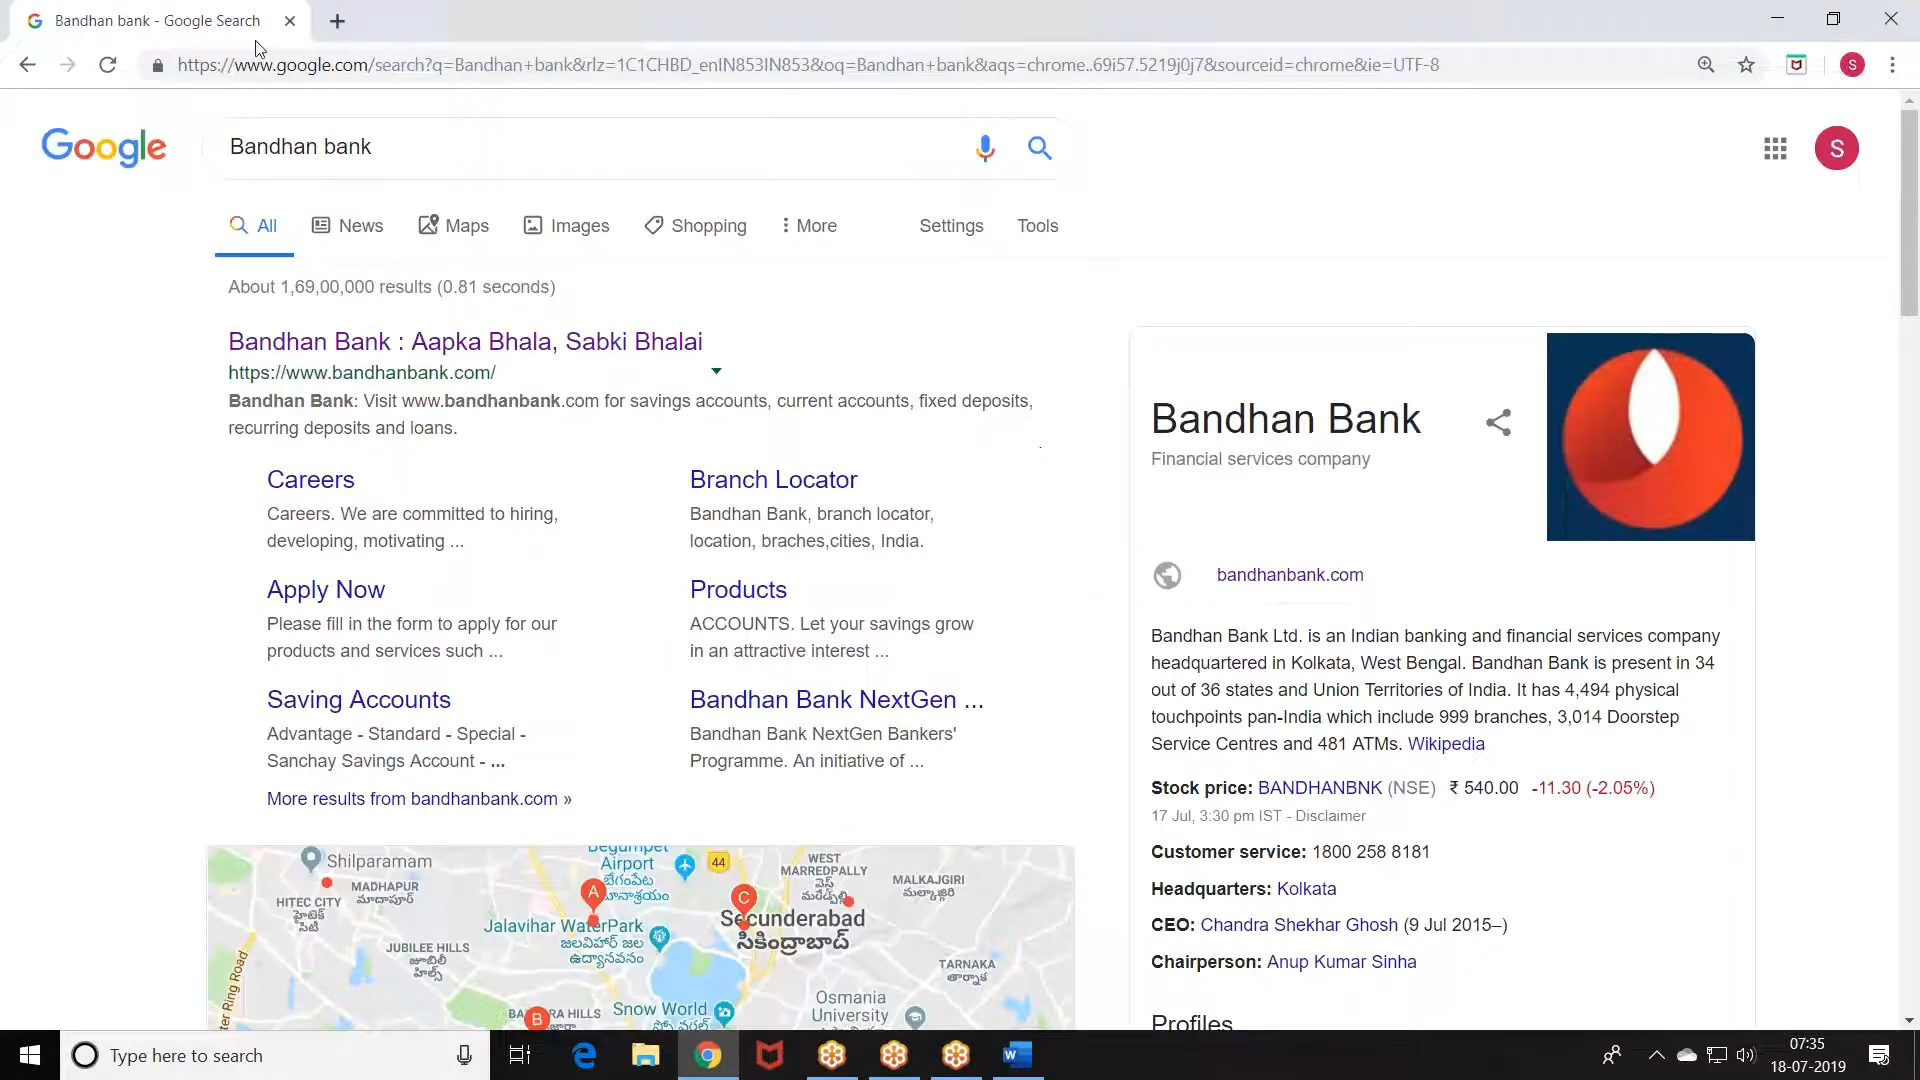 Bandhan bank - Google Search
https://www.google.com/search?q=Bandhan+bank&rlz=1C1CHBD_enIN853IN853&oq=Bandhan+bank&aqs=chrome..69i57.5219j0j7&sourceid=chrome&ie=UTF-8
S
Google
Bandhan bank
S
All News Maps Images Shopping More Settings Tools
About 1,69,00,000 results (0.81 seconds)
Bandhan Bank : Aapka Bhala, Sabki Bhalai
https://www.bandhanbank.com/
Bandhan Bank: Visit www.bandhanbank.com for savings accounts, current accounts, fixed deposits,
recurring deposits and loans.
Careers
Careers. We are committed to hiring,
developing, motivating ...
Branch Locator
Bandhan Bank, branch locator,
location, braches,cities, India.
Apply Now
Please fill in the form to apply for our
products and services such ...
Products
ACCOUNTS. Let your savings grow
in an attractive interest ...
Saving Accounts
Advantage - Standard - Special -
Sanchay Savings Account - ...
Bandhan Bank NextGen ...
Bandhan Bank NextGen Bankers'
Programme. An initiative of ...
More results from bandhanbank.com »
Shilparamam
MADHAPUR
మాదాపూర్
HITEC CITY
హైటెక్
సిటీ
Begumpet
Airport
బేగంపేట
మానాశ్రయం
44
WEST
MARREDPALLY
వెస్ట్
MALKAJGIRI
మల్కాజ్గిరి
A
C
Secunderabad
సికింద్రాబాద్
Jalavihar WaterPark
జలవిహార్ జల
ఉద్యానవనం
JUBILEE HILLS
జూబిలీ
హిల్స్
TARNAKA
తార్నాక
ter Ring Road
B
RA HILLS
Snow World
Osmania
University
Bandhan Bank
Financial services company
bandhanbank.com
Bandhan Bank Ltd. is an Indian banking and financial services company
headquartered in Kolkata, West Bengal. Bandhan Bank is present in 34
out of 36 states and Union Territories of India. It has 4,494 physical
touchpoints pan-India which include 999 branches, 3,014 Doorstep
Service Centres and 481 ATMs. Wikipedia
Stock price: BANDHANBNK (NSE) ₹ 540.00 -11.30 (-2.05%)
17 Jul, 3:30 pm IST - Disclaimer
Customer service: 1800 258 8181
Headquarters: Kolkata
CEO: Chandra Shekhar Ghosh (9 Jul 2015–)
Chairperson: Anup Kumar Sinha
Profiles
Type here to search
07:35
18-07-2019